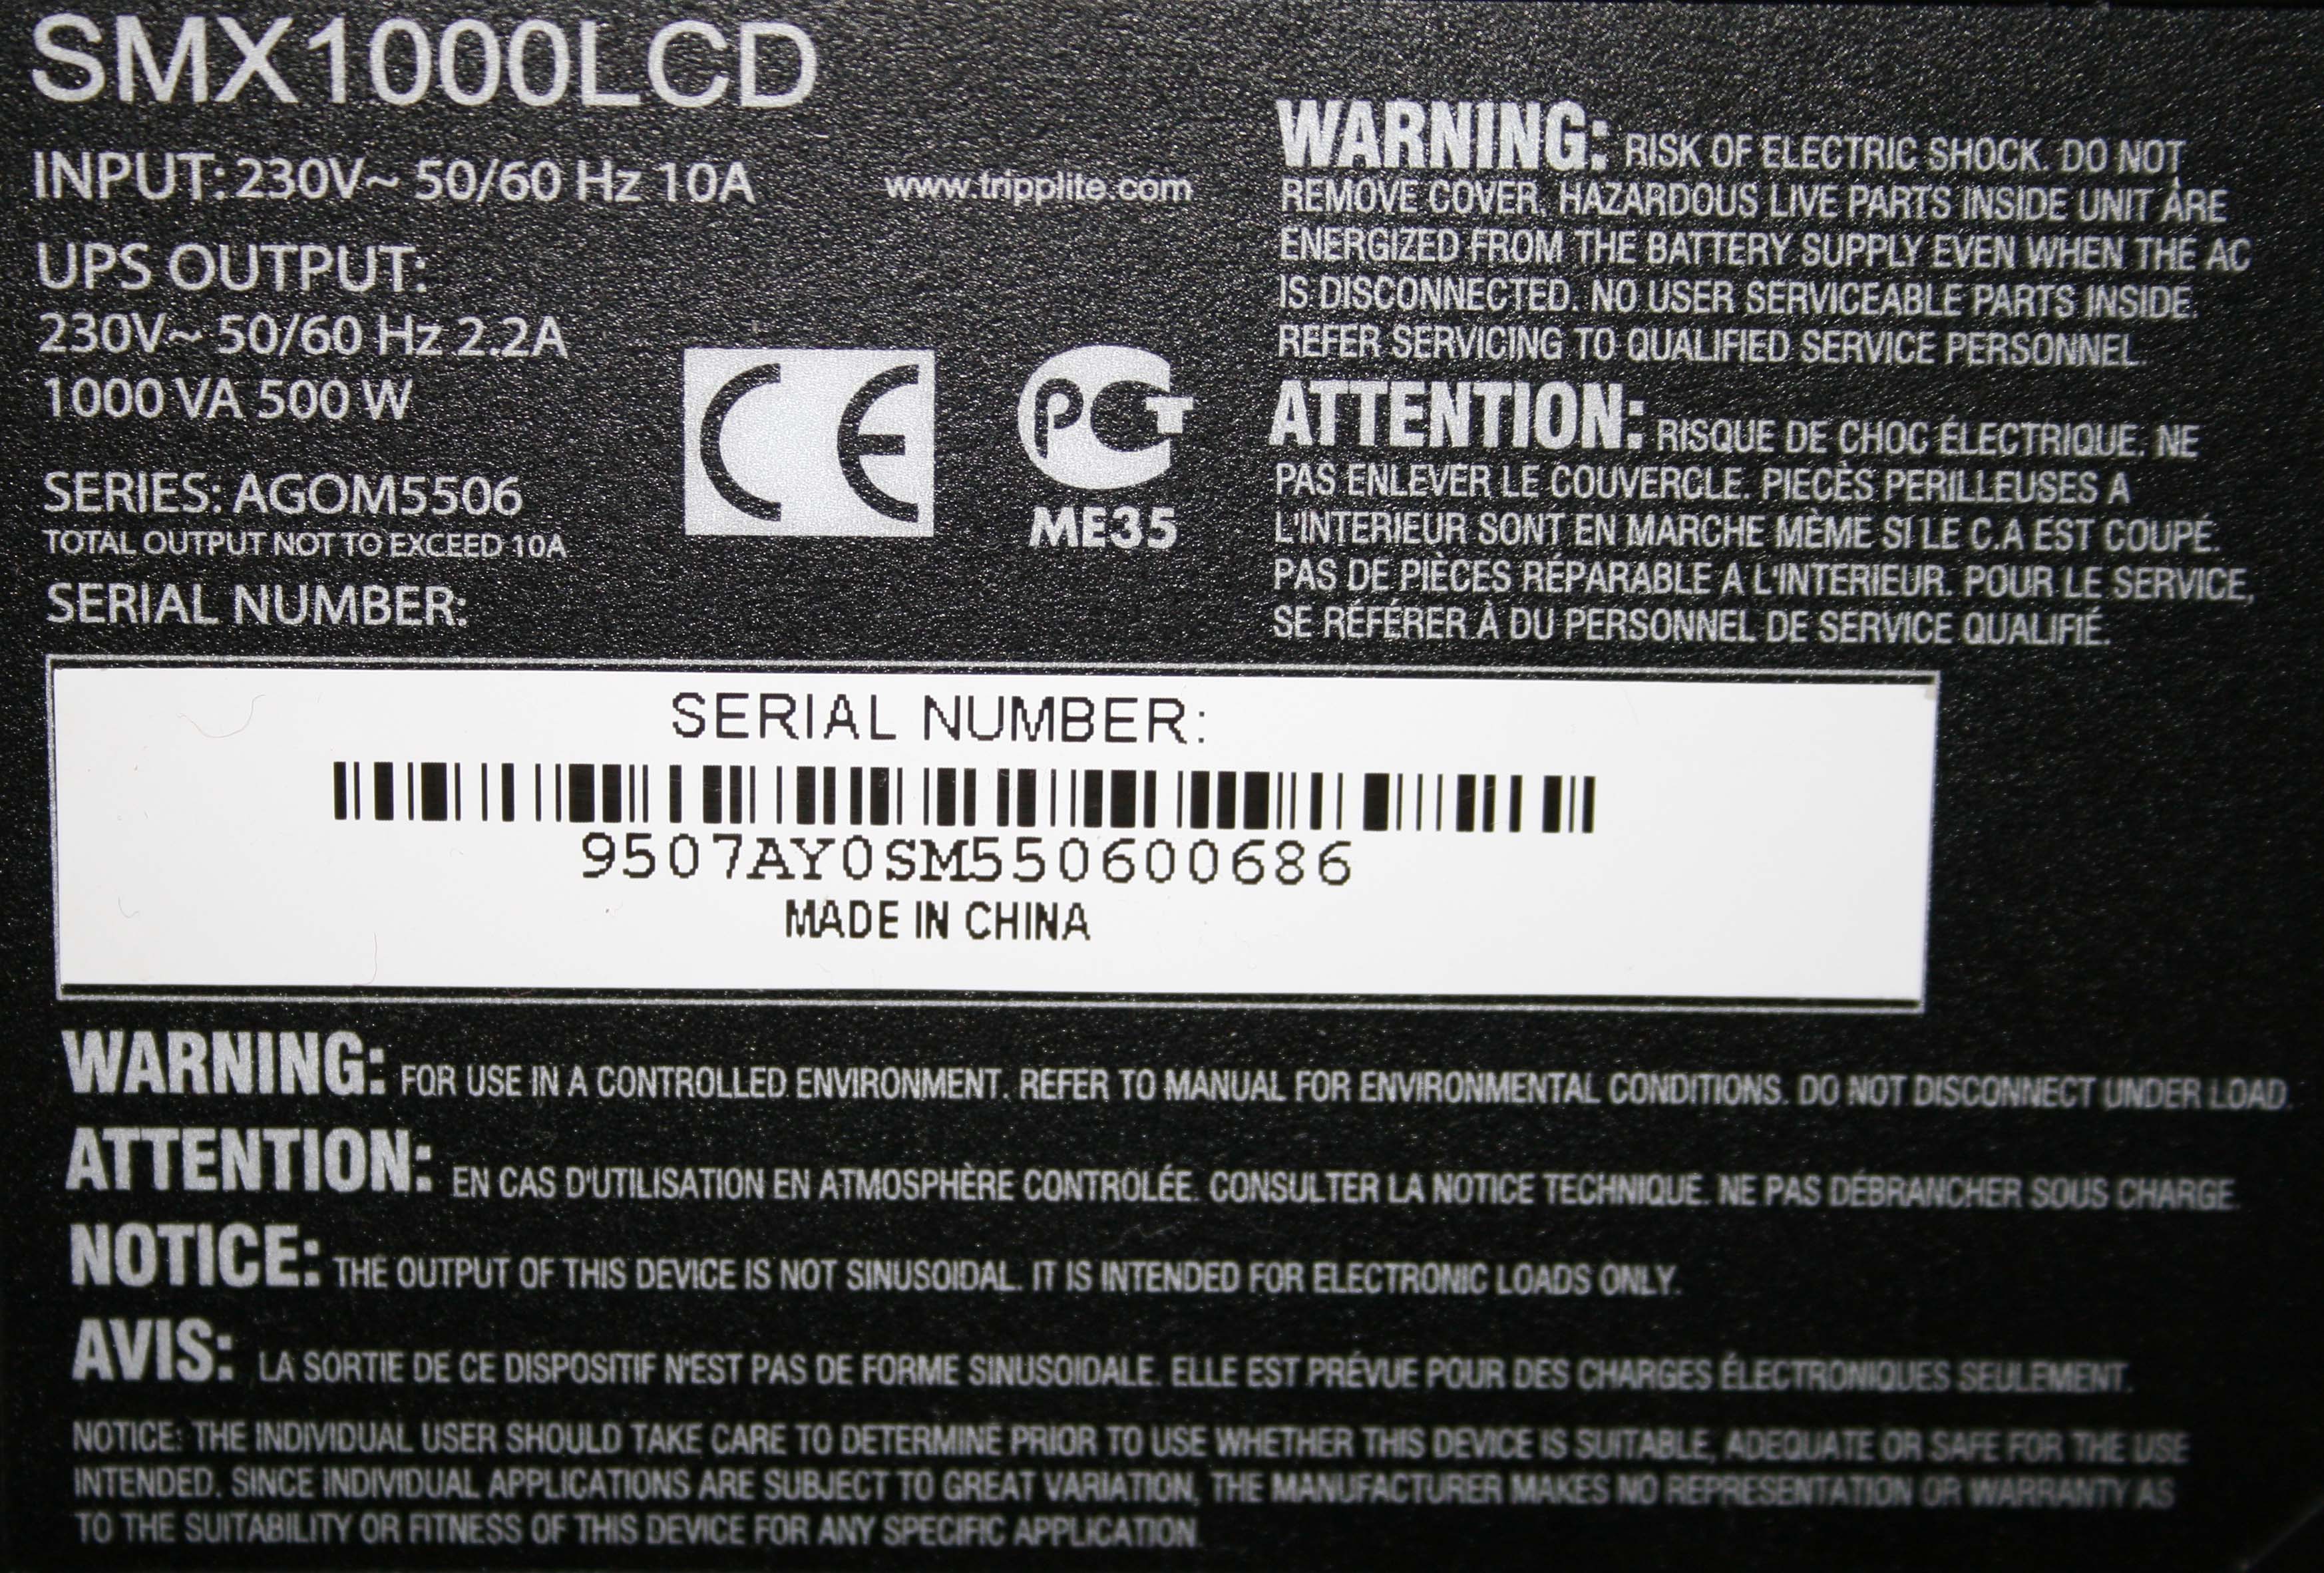 SMX1000LCD
INPUT: 230V~ 50/60 Hz 10A
www.tripplite.com
UPS OUTPUT:
230V~ 50/60 Hz 2.2A
1000 VA 500 W
SERIES: AGOM5506
TOTAL OUTPUT NOT TO EXCEED 10A
SERIAL NUMBER:
CE
PCT
ME35
WARNING: RISK OF ELECTRIC SHOCK. DO NOT
REMOVE COVER. HAZARDOUS LIVE PARTS INSIDE UNIT ARE
ENERGIZED FROM THE BATTERY SUPPLY EVEN WHEN THE AC
IS DISCONNECTED. NO USER SERVICEABLE PARTS INSIDE.
REFER SERVICING TO QUALIFIED SERVICE PERSONNEL.
ATTENTION: RISQUE DE CHOC ÉLECTRIQUE. NE
PAS ENLEVER LE COUVERCLE. PIECÈS PERILLEUSES A
L'INTERIEUR SONT EN MARCHE MÈME SI LE C.A EST COUPÉ.
PAS DE PIÈCES RÉPARABLE A L'INTERIEUR. POUR LE SERVICE,
SE RÉFÉRER À DU PERSONNEL DE SERVICE QUALIFIÉ.
SERIAL NUMBER:
9507AY0SM550600686
MADE IN CHINA
WARNING: FOR USE IN A CONTROLLED ENVIRONMENT. REFER TO MANUAL FOR ENVIRONMENTAL CONDITIONS. DO NOT DISCONNECT UNDER LOAD.
ATTENTION: EN CAS D'UTILISATION EN ATMOSPHÈRE CONTROLÉE. CONSULTER LA NOTICE TECHNIQUE. NE PAS DÉBRANCHER SOUS CHARGE.
NOTICE: THE OUTPUT OF THIS DEVICE IS NOT SINUSOIDAL. IT IS INTENDED FOR ELECTRONIC LOADS ONLY.
AVIS: LA SORTIE DE CE DISPOSITIF N'EST PAS DE FORME SINUSOIDALE. ELLE EST PRÉVUE POUR DES CHARGES ÉLECTRONIQUES SEULEMENT.
NOTICE: THE INDIVIDUAL USER SHOULD TAKE CARE TO DETERMINE PRIOR TO USE WHETHER THIS DEVICE IS SUITABLE, ADEQUATE OR SAFE FOR THE USE
INTENDED. SINCE INDIVIDUAL APPLICATIONS ARE SUBJECT TO GREAT VARIATION, THE MANUFACTURER MAKES NO REPRESENTATION OR WARRANTY AS
TO THE SUITABILITY OR FITNESS OF THIS DEVICE FOR ANY SPECIFIC APPLICATION.